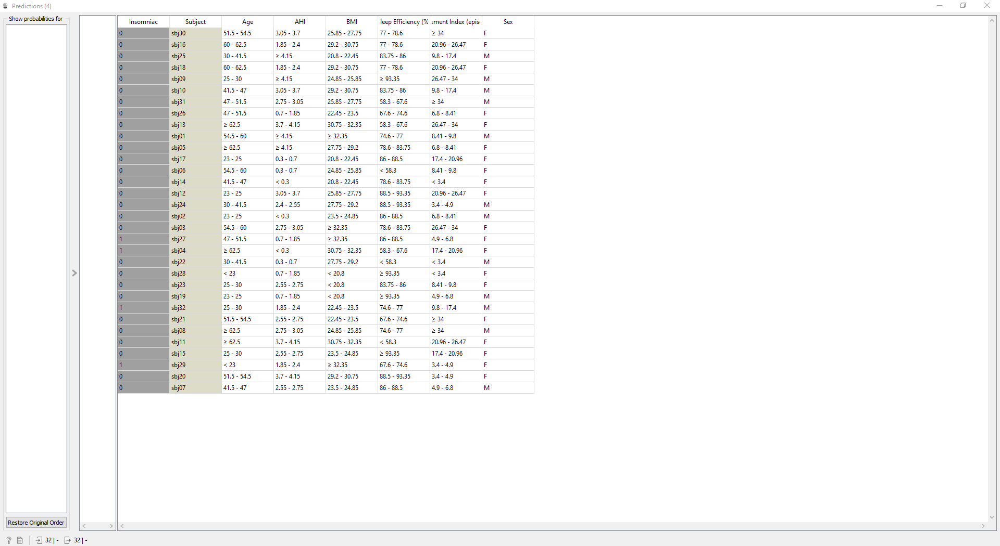 Predictions (4)
Show probabilities for
Insomniac Subject Age AHI BMI leep Efficiency (% ement Index (epis Sex
0 sbj30 51.5 - 54.5 3.05 - 3.7 25.85 - 27.75 77 - 78.6 ≥ 34 F
0 sbj16 60 - 62.5 1.85 - 2.4 29.2 - 30.75 77 - 78.6 20.96 - 26.47 F
0 sbj25 30 - 41.5 ≥ 4.15 20.8 - 22.45 83.75 - 86 9.8 - 17.4 M
0 sbj18 60 - 62.5 1.85 - 2.4 29.2 - 30.75 77 - 78.6 20.96 - 26.47 F
0 sbj09 25 - 30 ≥ 4.15 24.85 - 25.85 ≥ 93.35 26.47 - 34 M
0 sbj10 41.5 - 47 3.05 - 3.7 29.2 - 30.75 83.75 - 86 9.8 - 17.4 M
0 sbj31 47 - 51.5 2.75 - 3.05 25.85 - 27.75 58.3 - 67.6 ≥ 34 M
0 sbj26 47 - 51.5 0.7 - 1.85 22.45 - 23.5 67.6 - 74.6 6.8 - 8.41 F
0 sbj13 ≥ 62.5 3.7 - 4.15 30.75 - 32.35 58.3 - 67.6 26.47 - 34 F
0 sbj01 54.5 - 60 ≥ 4.15 ≥ 32.35 74.6 - 77 8.41 - 9.8 M
0 sbj05 ≥ 62.5 ≥ 4.15 27.75 - 29.2 78.6 - 83.75 6.8 - 8.41 F
0 sbj17 23 - 25 0.3 - 0.7 20.8 - 22.45 86 - 88.5 17.4 - 20.96 F
0 sbj06 54.5 - 60 0.3 - 0.7 24.85 - 25.85 < 58.3 8.41 - 9.8 F
0 sbj14 41.5 - 47 < 0.3 20.8 - 22.45 78.6 - 83.75 < 3.4 F
0 sbj12 23 - 25 3.05 - 3.7 25.85 - 27.75 88.5 - 93.35 20.96 - 26.47 F
0 sbj24 30 - 41.5 2.4 - 2.55 27.75 - 29.2 88.5 - 93.35 3.4 - 4.9 M
0 sbj02 23 - 25 < 0.3 23.5 - 24.85 86 - 88.5 6.8 - 8.41 M
0 sbj03 54.5 - 60 2.75 - 3.05 ≥ 32.35 78.6 - 83.75 26.47 - 34 F
1 sbj27 47 - 51.5 0.7 - 1.85 ≥ 32.35 86 - 88.5 4.9 - 6.8 F
1 sbj04 ≥ 62.5 < 0.3 30.75 - 32.35 58.3 - 67.6 17.4 - 20.96 F
0 sbj22 30 - 41.5 0.3 - 0.7 27.75 - 29.2 < 58.3 < 3.4 M
0 sbj28 < 23 0.7 - 1.85 < 20.8 ≥ 93.35 < 3.4 F
0 sbj23 25 - 30 2.55 - 2.75 < 20.8 83.75 - 86 8.41 - 9.8 F
0 sbj19 23 - 25 0.7 - 1.85 < 20.8 ≥ 93.35 4.9 - 6.8 M
1 sbj32 25 - 30 1.85 - 2.4 22.45 - 23.5 74.6 - 77 9.8 - 17.4 M
0 sbj21 51.5 - 54.5 2.55 - 2.75 22.45 - 23.5 67.6 - 74.6 ≥ 34 F
0 sbj08 ≥ 62.5 2.75 - 3.05 24.85 - 25.85 74.6 - 77 ≥ 34 M
0 sbj11 ≥ 62.5 3.7 - 4.15 30.75 - 32.35 < 58.3 20.96 - 26.47 F
0 sbj15 25 - 30 2.55 - 2.75 23.5 - 24.85 ≥ 93.35 17.4 - 20.96 F
1 sbj29 < 23 1.85 - 2.4 ≥ 32.35 67.6 - 74.6 3.4 - 4.9 F
0 sbj20 51.5 - 54.5 3.7 - 4.15 29.2 - 30.75 88.5 - 93.35 3.4 - 4.9 F
0 sbj07 41.5 - 47 2.55 - 2.75 23.5 - 24.85 86 - 88.5 4.9 - 6.8 M
Restore Original Order
? 32 | - 32 | -